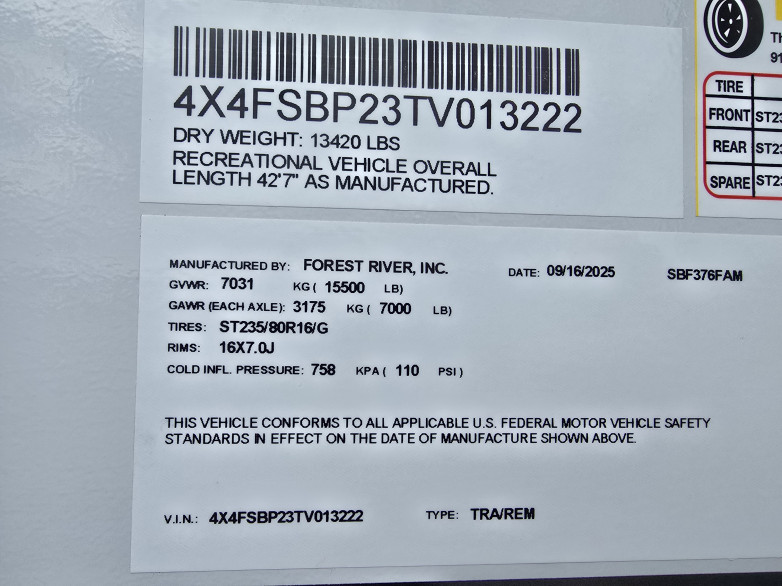 4X4FSBP23TV013222
DRY WEIGHT: 13420 LBS
RECREATIONAL VEHICLE OVERALL
LENGTH 42'7" AS MANUFACTURED.
TIRE
FRONT
REAR
SPARE
MANUFACTURED BY: FOREST RIVER, INC. DATE: 09/16/2025 SBF376FAM
GVWR: 7031 KG ( 15500 LB)
GAWR (EACH AXLE): 3175 KG ( 7000 LB)
TIRES: ST235/80R16/G
RIMS: 16X7.0J
COLD INFL. PRESSURE: 758 KPA ( 110 PSI )
THIS VEHICLE CONFORMS TO ALL APPLICABLE U.S. FEDERAL MOTOR VEHICLE SAFETY
STANDARDS IN EFFECT ON THE DATE OF MANUFACTURE SHOWN ABOVE.
V.I.N.: 4X4FSBP23TV013222 TYPE: TRA/REM